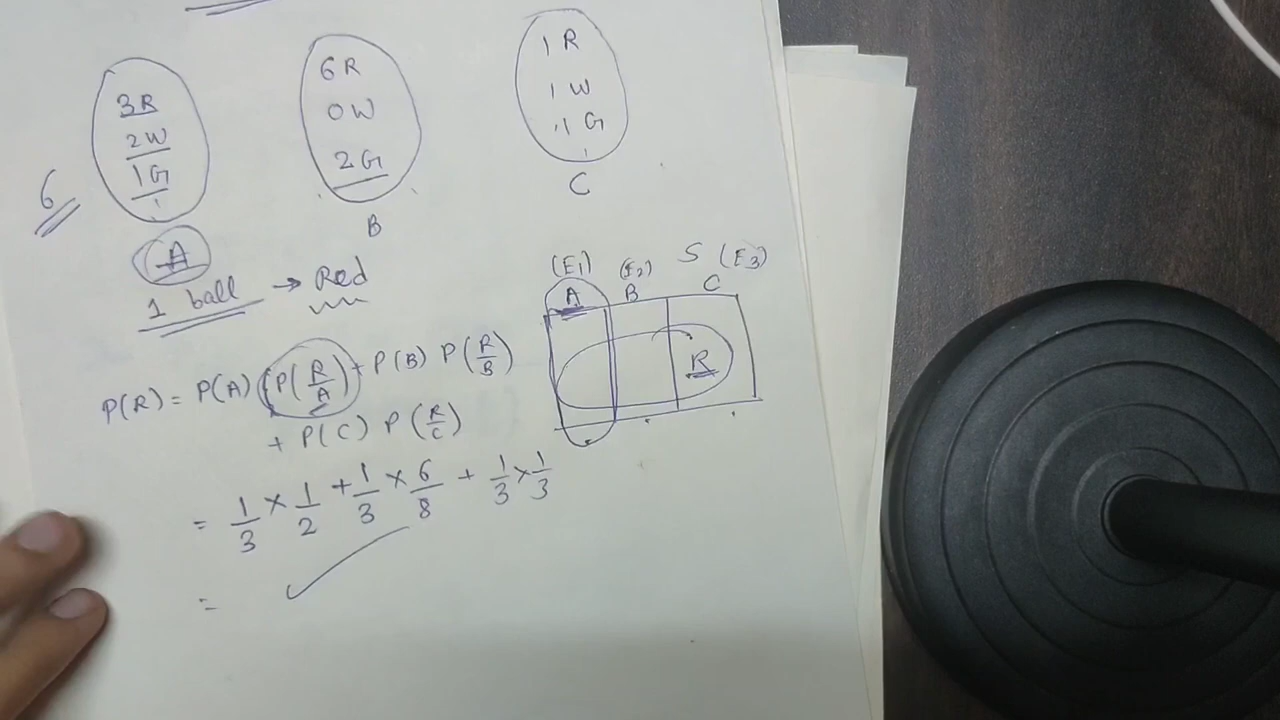 3R
2W
1G
6
A
6R
0W
2G
B
1R
1W
1G
C
1 ball → Red
(E1) (E2) S (E3)
A B C
R
P(R) = P(A) P(R/A) + P(B) P(R/B)
+ P(C) P(R/C)
= 1/3 × 1/2 + 1/3 × 6/8 + 1/3 × 1/3
=